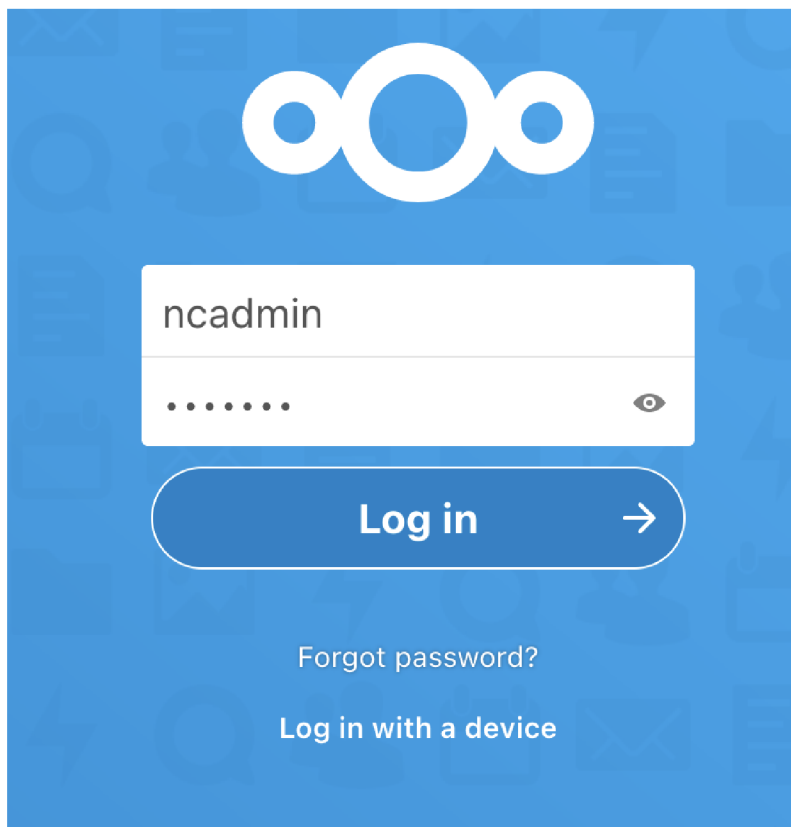 ncadmin
•••••••
Log in
Forgot password?
Log in with a device